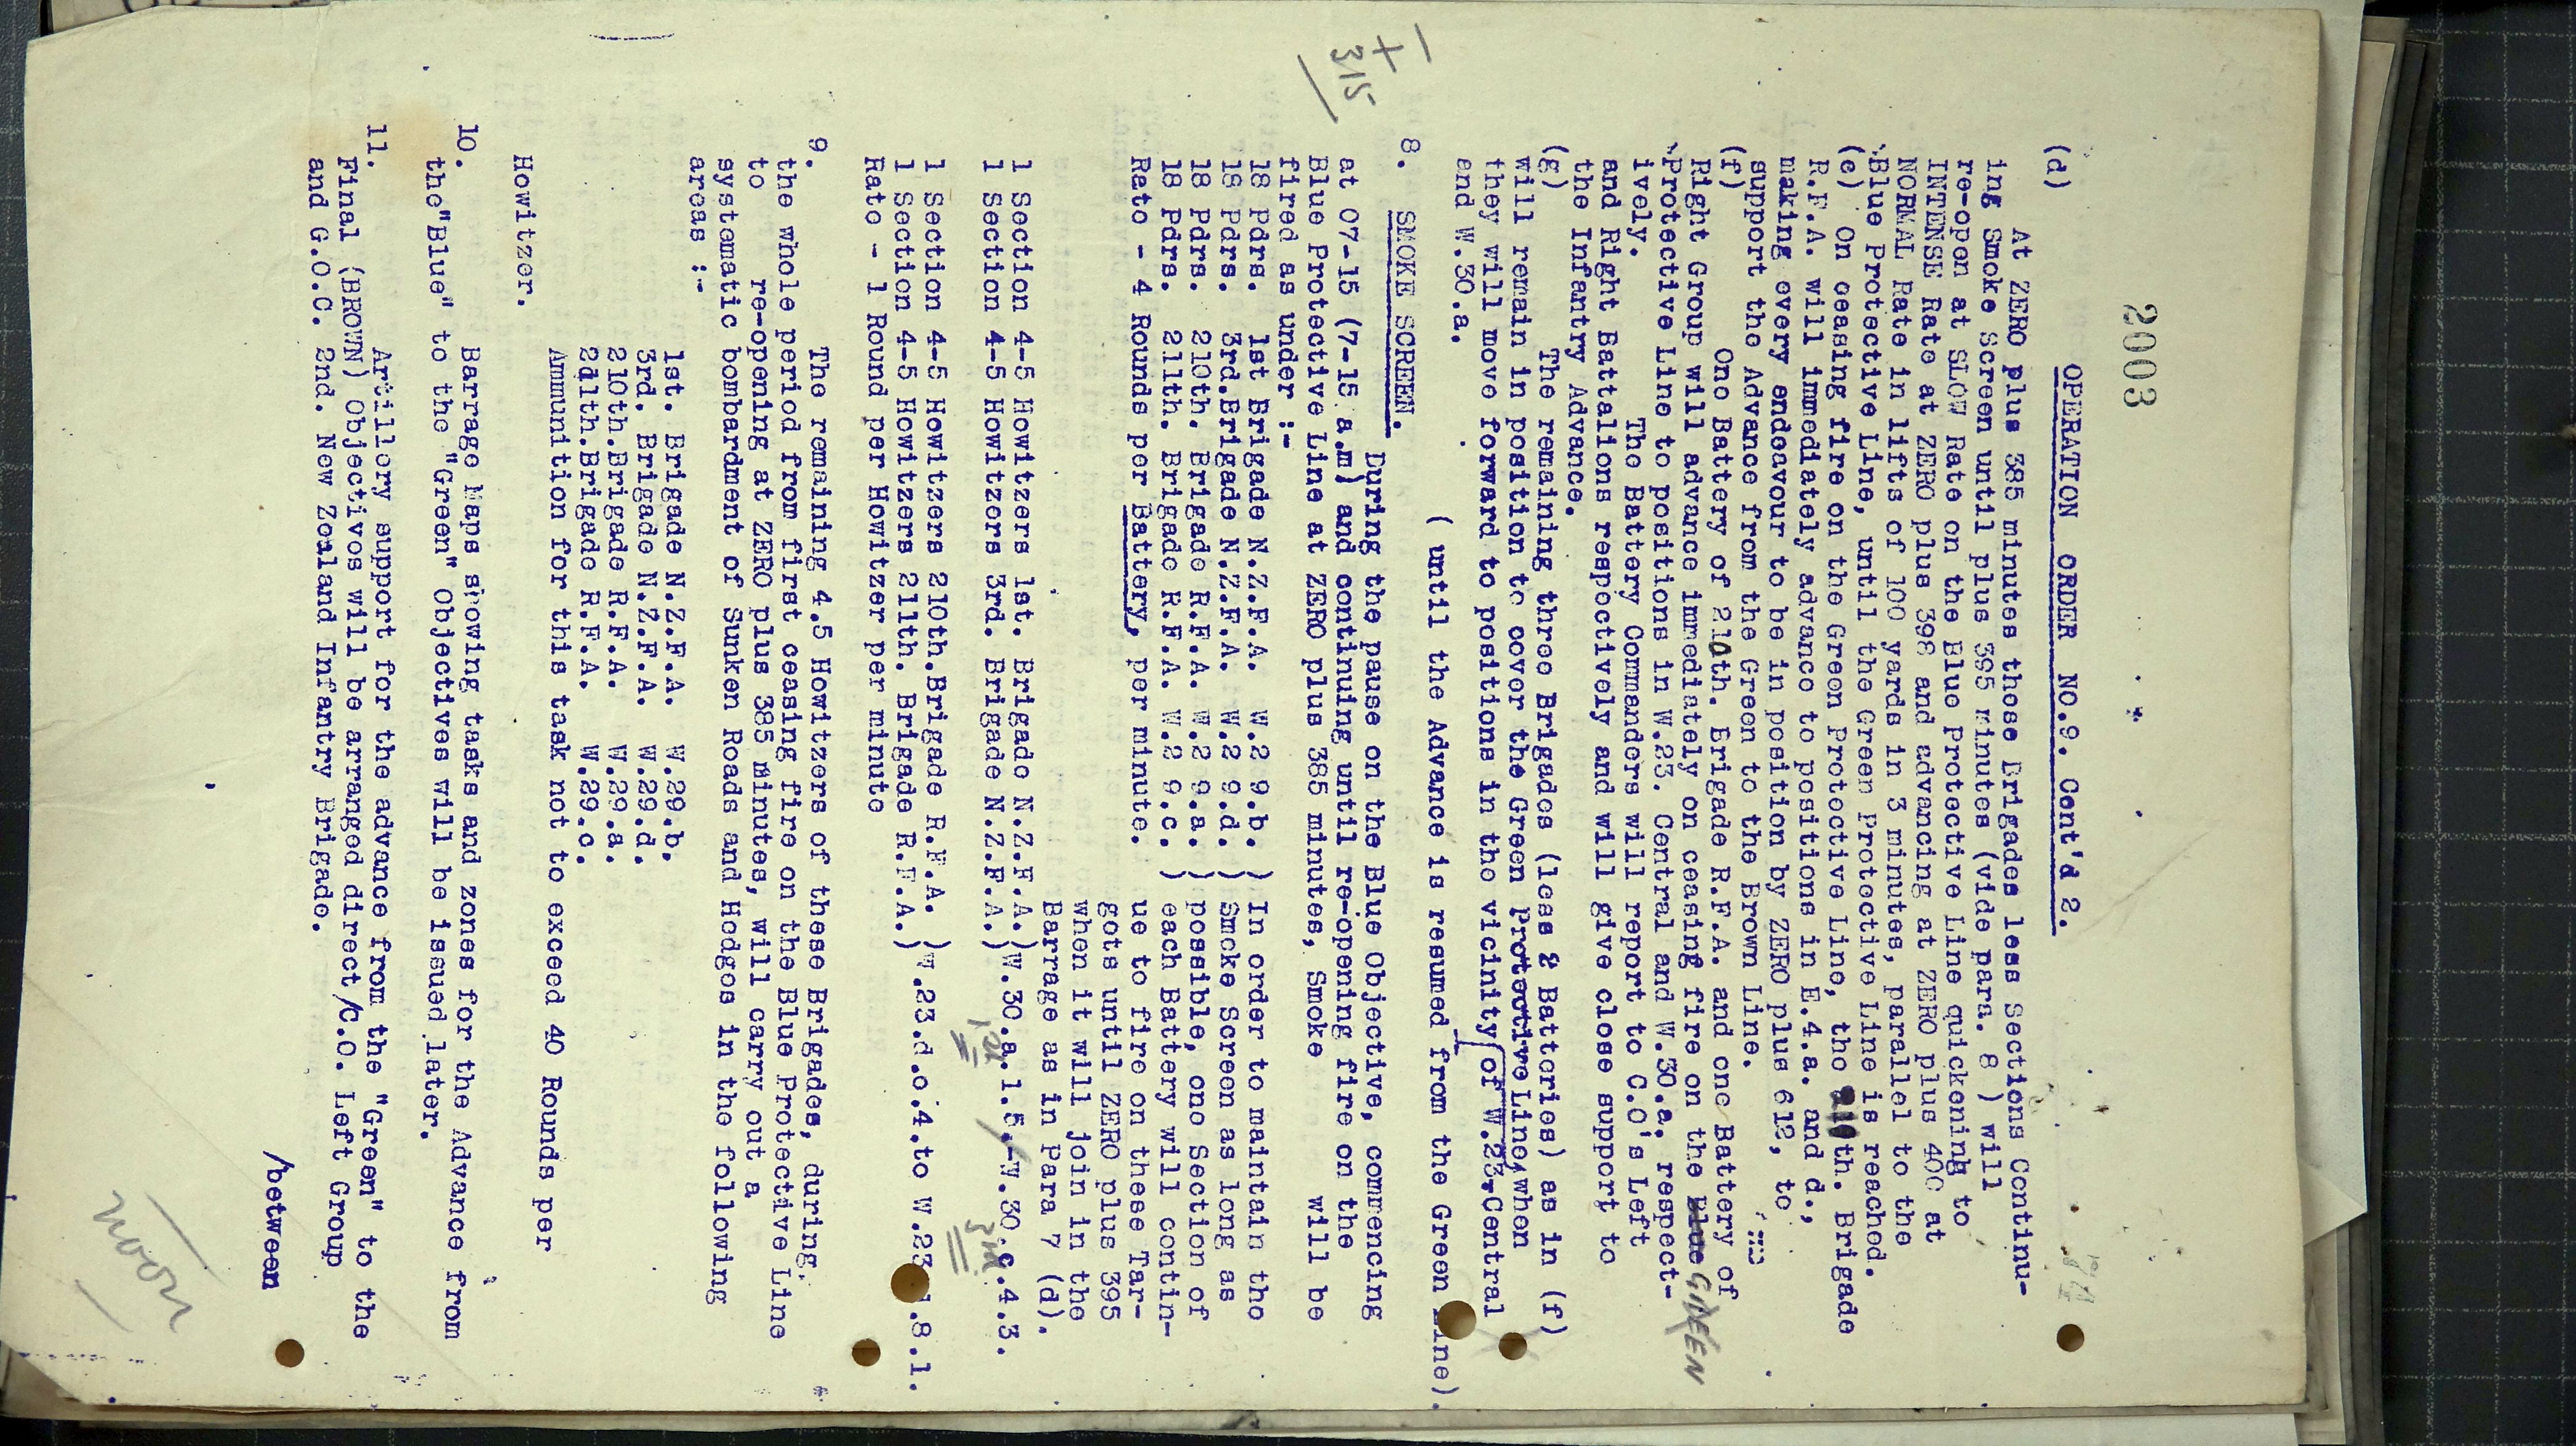 2003
OPERATION ORDER NO.9. Cont'd 2.
(d) At ZERO plus 385 minutes those Brigades less Sections Continu-
ing Smoke Screen until plus 395 minutes (vide para. 8 ) will
re-open at SLOW Rate on the Blue Protective Line quickening to
INTENSE Rate at ZERO plus 398 and advancing at ZERO plus 400 at
NORMAL Rate in lifts of 100 yards in 3 minutes, parallel to the
Blue Protective Line, until the Green Protective Line is reached.
(e) On ceasing fire on the Green Protective Line, the th. Brigade
R.F.A. will immediately advance to positions in E.4.a. and d.,
making every endeavour to be in position by ZERO plus 612, to
support the Advance from the Green to the Brown Line.
(f) One Battery of 210th. Brigade R.F.A. and one Battery of
Right Group will advance immediately on ceasing fire on the Blue GREEN
Protective Line to positions in W.23. Central and W.30.a. respect-
ively. The Battery Commanders will report to C.O's Left
and Right Battalions respectively and will give close support to
the Infantry Advance.
(g) The remaining three Brigades (less 2 Batteries) as in (f)
will remain in position to cover the Green Protective Line, when
they will move forward to positions in the vicinity of W.23.Central
and W.30.a.
( until the Advance is resumed from the Green Line).
8. SMOKE SCREEN.
+ 315
During the pause on the Blue Objective, commencing
at 07-15 (7-15 a.m) and continuing until re-opening fire on the
Blue Protective Line at ZERO plus 385 minutes, Smoke will be
fired as under :-
18 pdrs. 1st Brigade N.Z.F.A. W.2 9.b. ) In order to maintain the
18 pdrs. 3rd.Brigade N.Z.F.A. W.2 9.d. ) Smoke Screen as long as
18 pdrs. 210th. Brigade R.F.A. W.2 9.a. ) possible, one Section of
18 pdrs. 211th. Brigade R.F.A. W.2 9.c. ) each Battery will contin-
Rate - 4 Rounds per Battery, per minute. ue to fire on these Tar-
gets until ZERO plus 395
when it will join in the
Barrage as in Para 7 (d).
1 Section 4-5 Howitzers 1st. Brigade N.Z.F.A.)W.30.a.1.5.-W.30.c.4.3.
1 Section 4-5 Howitzers 3rd. Brigade N.Z.F.A.)
1st 3rd
1 Section 4-5 Howitzers 210th.Brigade R.F.A. )W.23.d.o.4.to W.23 .8.1.
1 Section 4-5 Howitzers 211th. Brigade R.F.A.)
Rate - 1 Round per Howitzer per minute
9. The remaining 4.5 Howitzers of these Brigades, during
the whole period from first ceasing fire on the Blue Protective Line
to re-opening at ZERO plus 385 minutes, will carry out a
systematic bombardment of Sunken Roads and Hedges in the following
areas :-
1st. Brigade N.Z.F.A. W.29.b.
3rd. Brigade N.Z.F.A. W.29.d.
210th.Brigade R.F.A. W.29.a.
211th.Brigade R.F.A. W.29.c.
Ammunition for this task not to exceed 40 Rounds per
Howitzer.
10. Barrage Maps showing tasks and zones for the Advance from
the"Blue" to the "Green" Objectives will be issued later.
11. Artillery support for the advance from the "Green" to the
Final (BROWN) Objectives will be arranged direct/C.O. Left Group
and G.O.C. 2nd. New Zealand Infantry Brigade.
/between